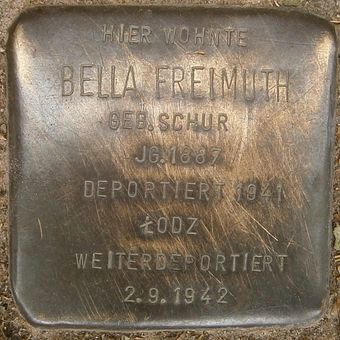 HIER WOHNTE
BELLA FREIMUTH
GEB. SCHUR
JG. 1887
DEPORTIERT 1941
ŁODZ
WEITERDEPORTIERT
2.9.1942